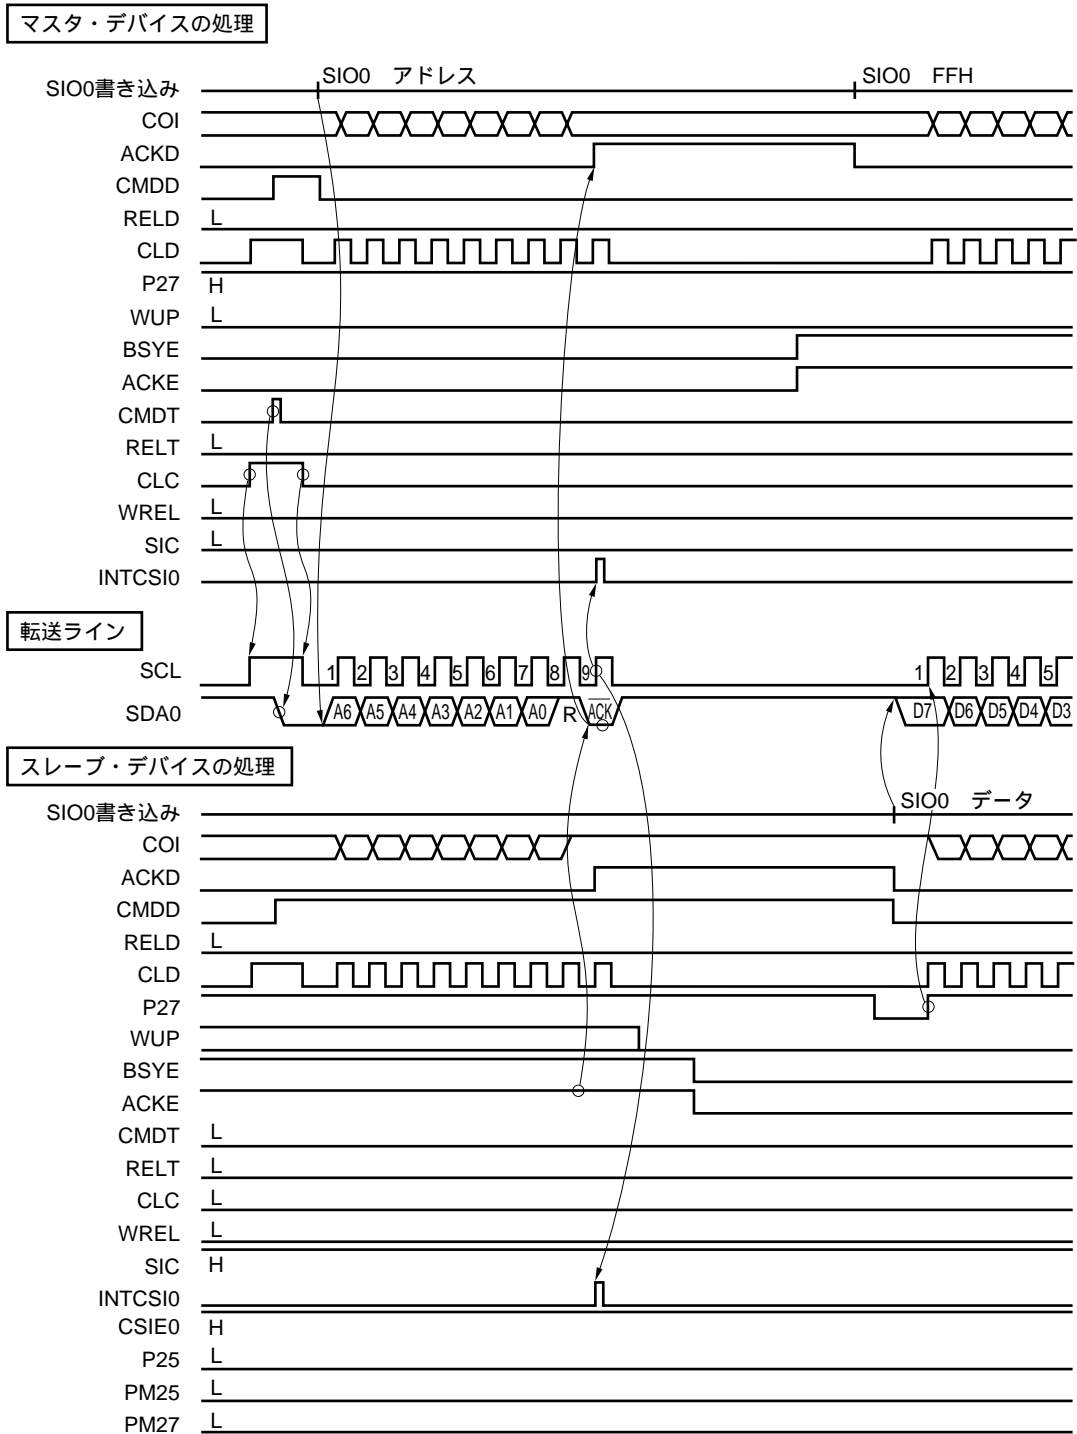 マスタ・デバイスの処理
SIO0書き込み SIO0 アドレス SIO0 FFH
COI
ACKD
CMDD
RELD L
CLD
P27 H
WUP L
BSYE
ACKE
CMDT
RELT L
CLC
WREL L
SIC L
INTCSI0
転送ライン
SCL 1 2 3 4 5 6 7 8 9 1 2 3 4 5
SDA0 A6 A5 A4 A3 A2 A1 A0 R ACK D7 D6 D5 D4 D3
スレーブ・デバイスの処理
SIO0書き込み SIO0 データ
COI
ACKD
CMDD
RELD L
CLD
P27
WUP
BSYE
ACKE
CMDT L
RELT L
CLC L
WREL L
SIC H
INTCSI0
CSIE0 H
P25 L
PM25 L
PM27 L